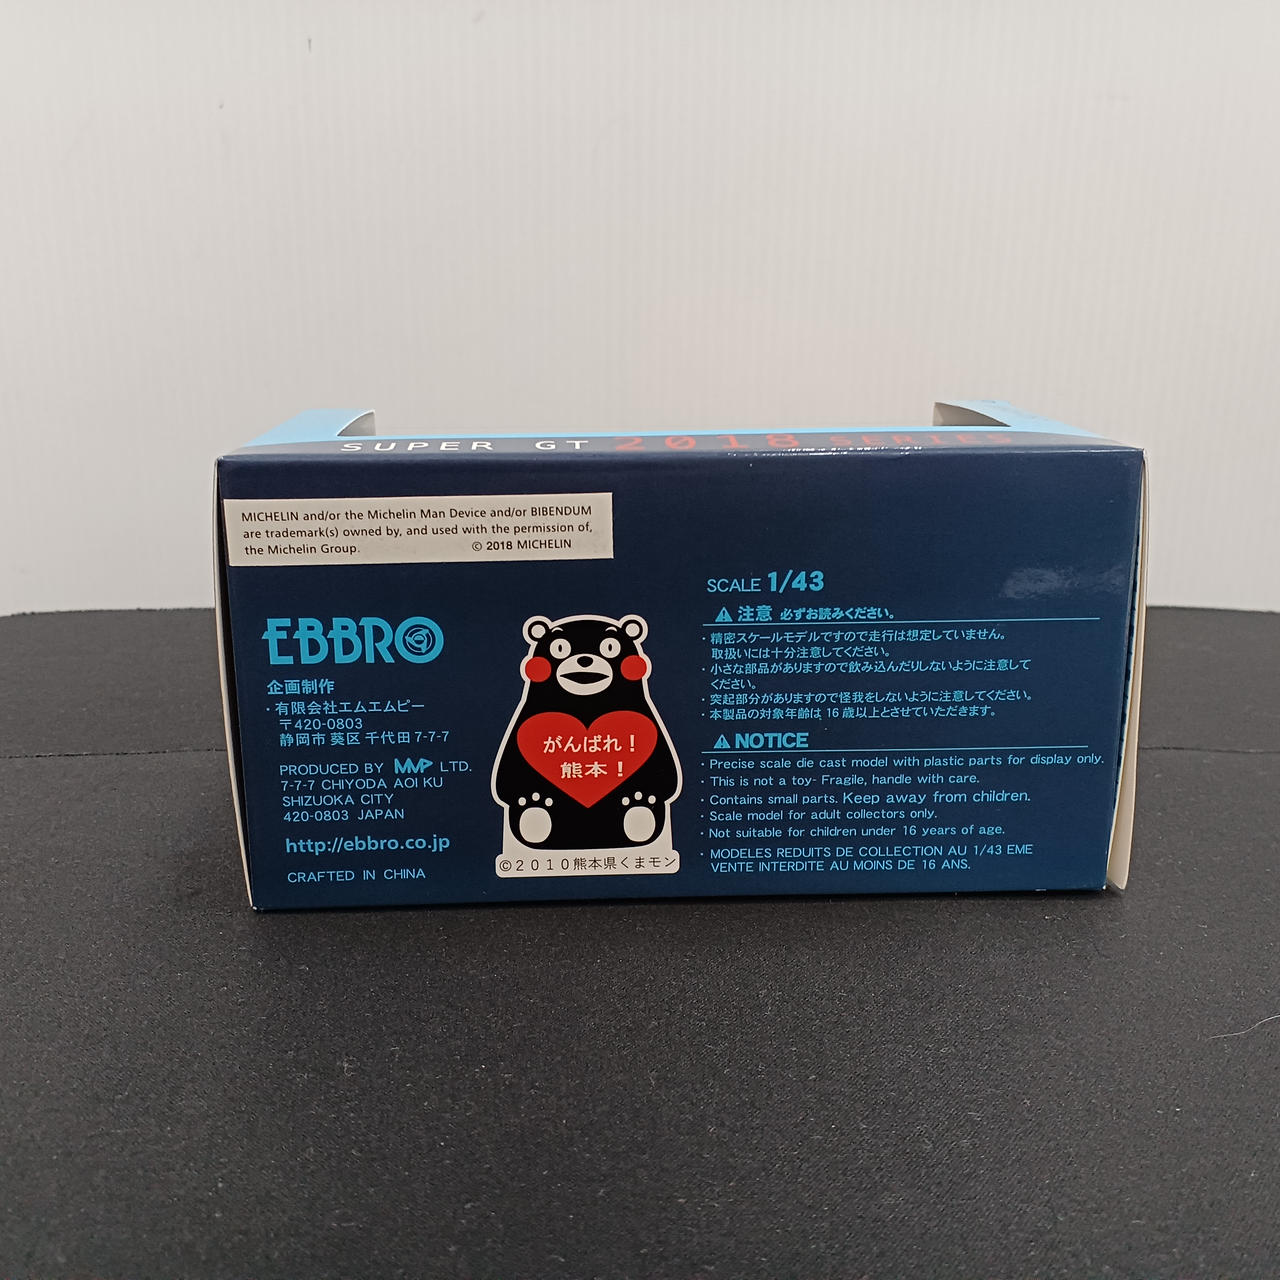 SUPER GT 2018 SERIES
MICHELIN and/or the Michelin Man Device and/or BIBENDUM
are trademark(s) owned by, and used with the permission of,
the Michelin Group. © 2018 MICHELIN
EBBRO
企画制作
・有限会社エムエムピー
〒420-0803
静岡市 葵区 千代田 7-7-7
PRODUCED BY MMP LTD.
7-7-7 CHIYODA AOI KU
SHIZUOKA CITY
420-0803 JAPAN
http://ebbro.co.jp
CRAFTED IN CHINA
がんばれ！
熊本！
©２０１０熊本県くまモン
SCALE 1/43
注意 必ずお読みください。
・精密スケールモデルですので走行は想定していません。
取扱いには十分注意してください。
・小さな部品がありますので飲み込んだりしないように注意して
ください。
・突起部分がありますので怪我をしないように注意してください。
・本製品の対象年齢は 16 歳以上とさせていただきます。
NOTICE
・Precise scale die cast model with plastic parts for display only.
・This is not a toy- Fragile, handle with care.
・Contains small parts. Keep away from children.
・Scale model for adult collectors only.
・Not suitable for children under 16 years of age.
・MODELES REDUITS DE COLLECTION AU 1/43 EME
VENTE INTERDITE AU MOINS DE 16 ANS.